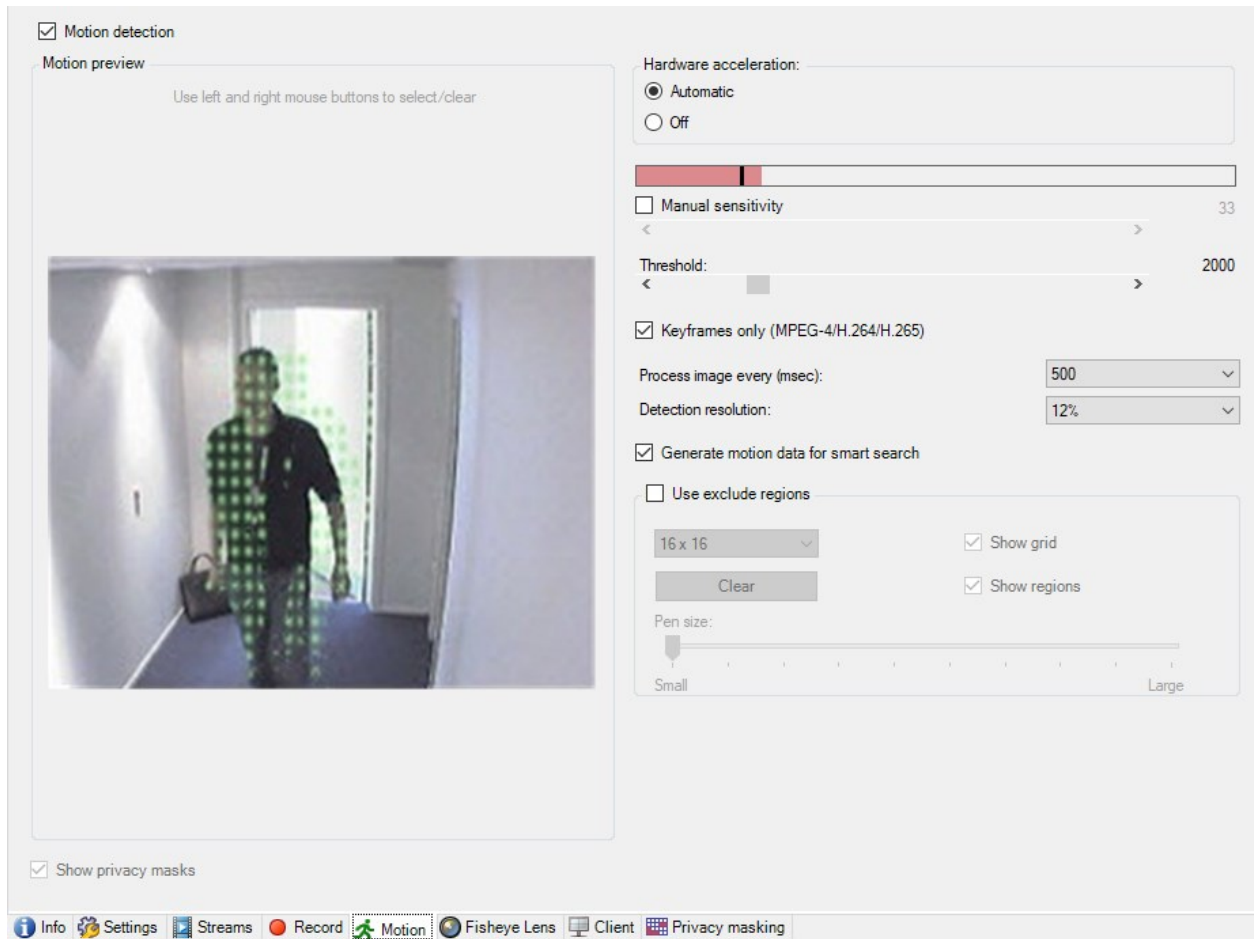 Motion detection
Motion preview
Use left and right mouse buttons to select/clear
Hardware acceleration:
Automatic
Off
Manual sensitivity 33
Threshold: 2000
Keyframes only (MPEG-4/H.264/H.265)
Process image every (msec): 500
Detection resolution: 12%
Generate motion data for smart search
Use exclude regions
16 x 16 Show grid
Clear Show regions
Pen size:
Small Large
Show privacy masks
Info Settings Streams Record Motion Fisheye Lens Client Privacy masking